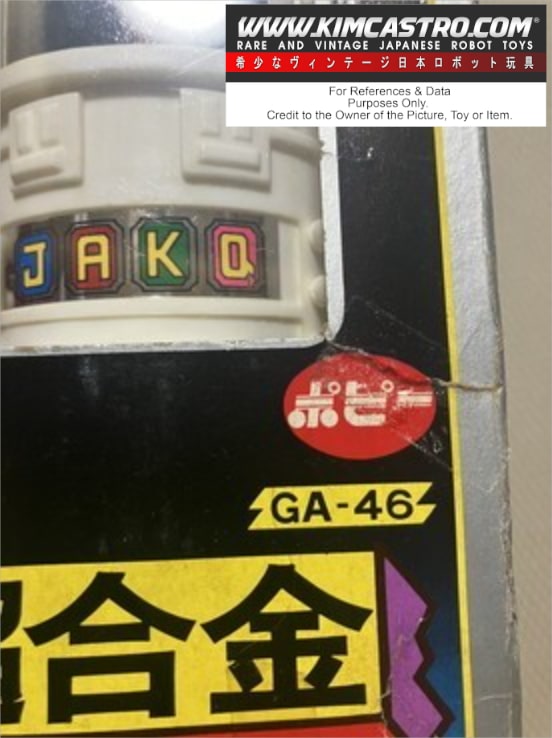 WWW.KIMCASTRO.COM®
RARE AND VINTAGE JAPANESE ROBOT TOYS
希少なヴィンテージ日本ロボット玩具
For References & Data
Purposes Only.
Credit to the Owner of the Picture, Toy or Item.
JAKQ
ポピー
GA-46
超合金